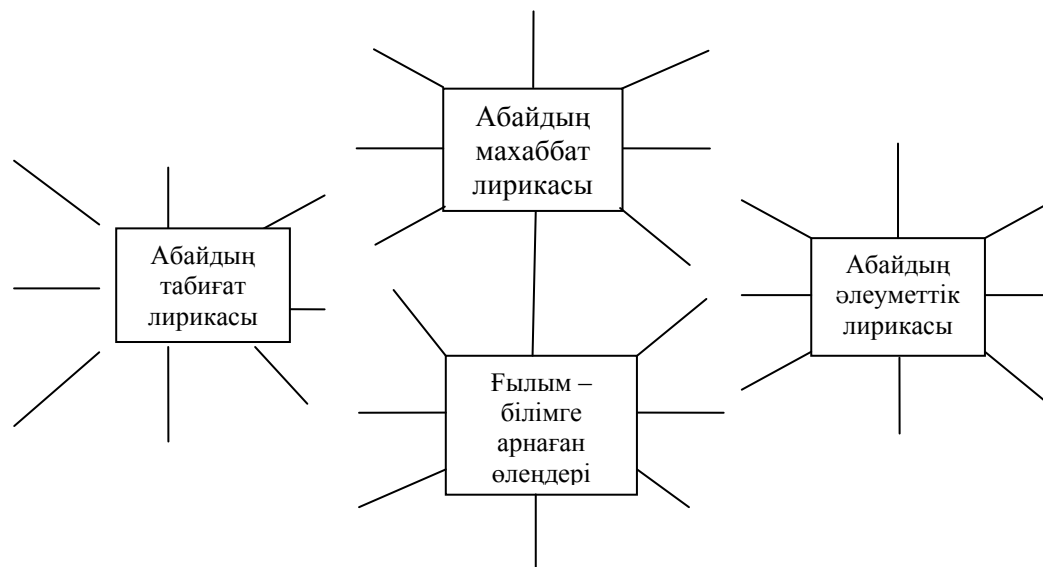 Абайдың
махаббат
лирикасы
Абайдың
табиғат
лирикасы
Абайдың
әлеуметтік
лирикасы
Ғылым –
білімге
арнаған
өлеңдері